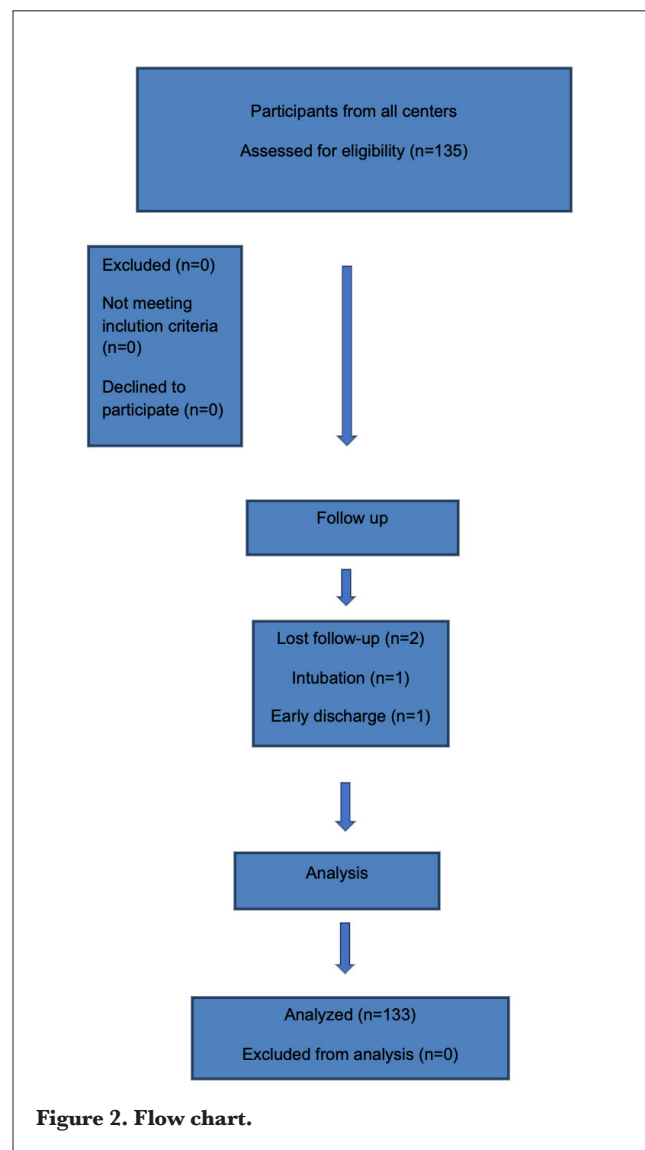 Participants from all centers
Assessed for eligibility (n=135)
Excluded (n=0)
Not meeting
inclution criteria
(n=0)
Declined to
participate (n=0)
Follow up
Lost follow-up (n=2)
Intubation (n=1)
Early discharge (n=1)
Analysis
Analyzed (n=133)
Excluded from analysis (n=0)
Figure 2. Flow chart.